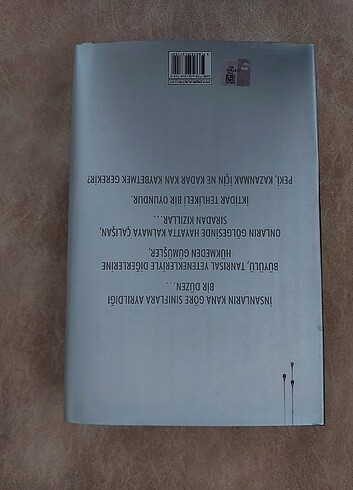 İNSANLARIN KANA GÖRE SINIFLARA AYRILDIĞI
BİR DÜZEN...
BÜYÜLÜ, TANRISAL YETENEKLERİYLE DİĞERLERİNE
HÜKMEDEN GÜMÜŞLER,
ONLARIN GÖLGESİNDE HAYATTA KALMAYA ÇALIŞAN,
SIRADAN KIZILLAR...
İKTİDAR TEHLİKELİ BİR OYUNDUR.
PEKİ, KAZANMAK İÇİN NE KADAR KAN KAYBETMEK GEREKİR?